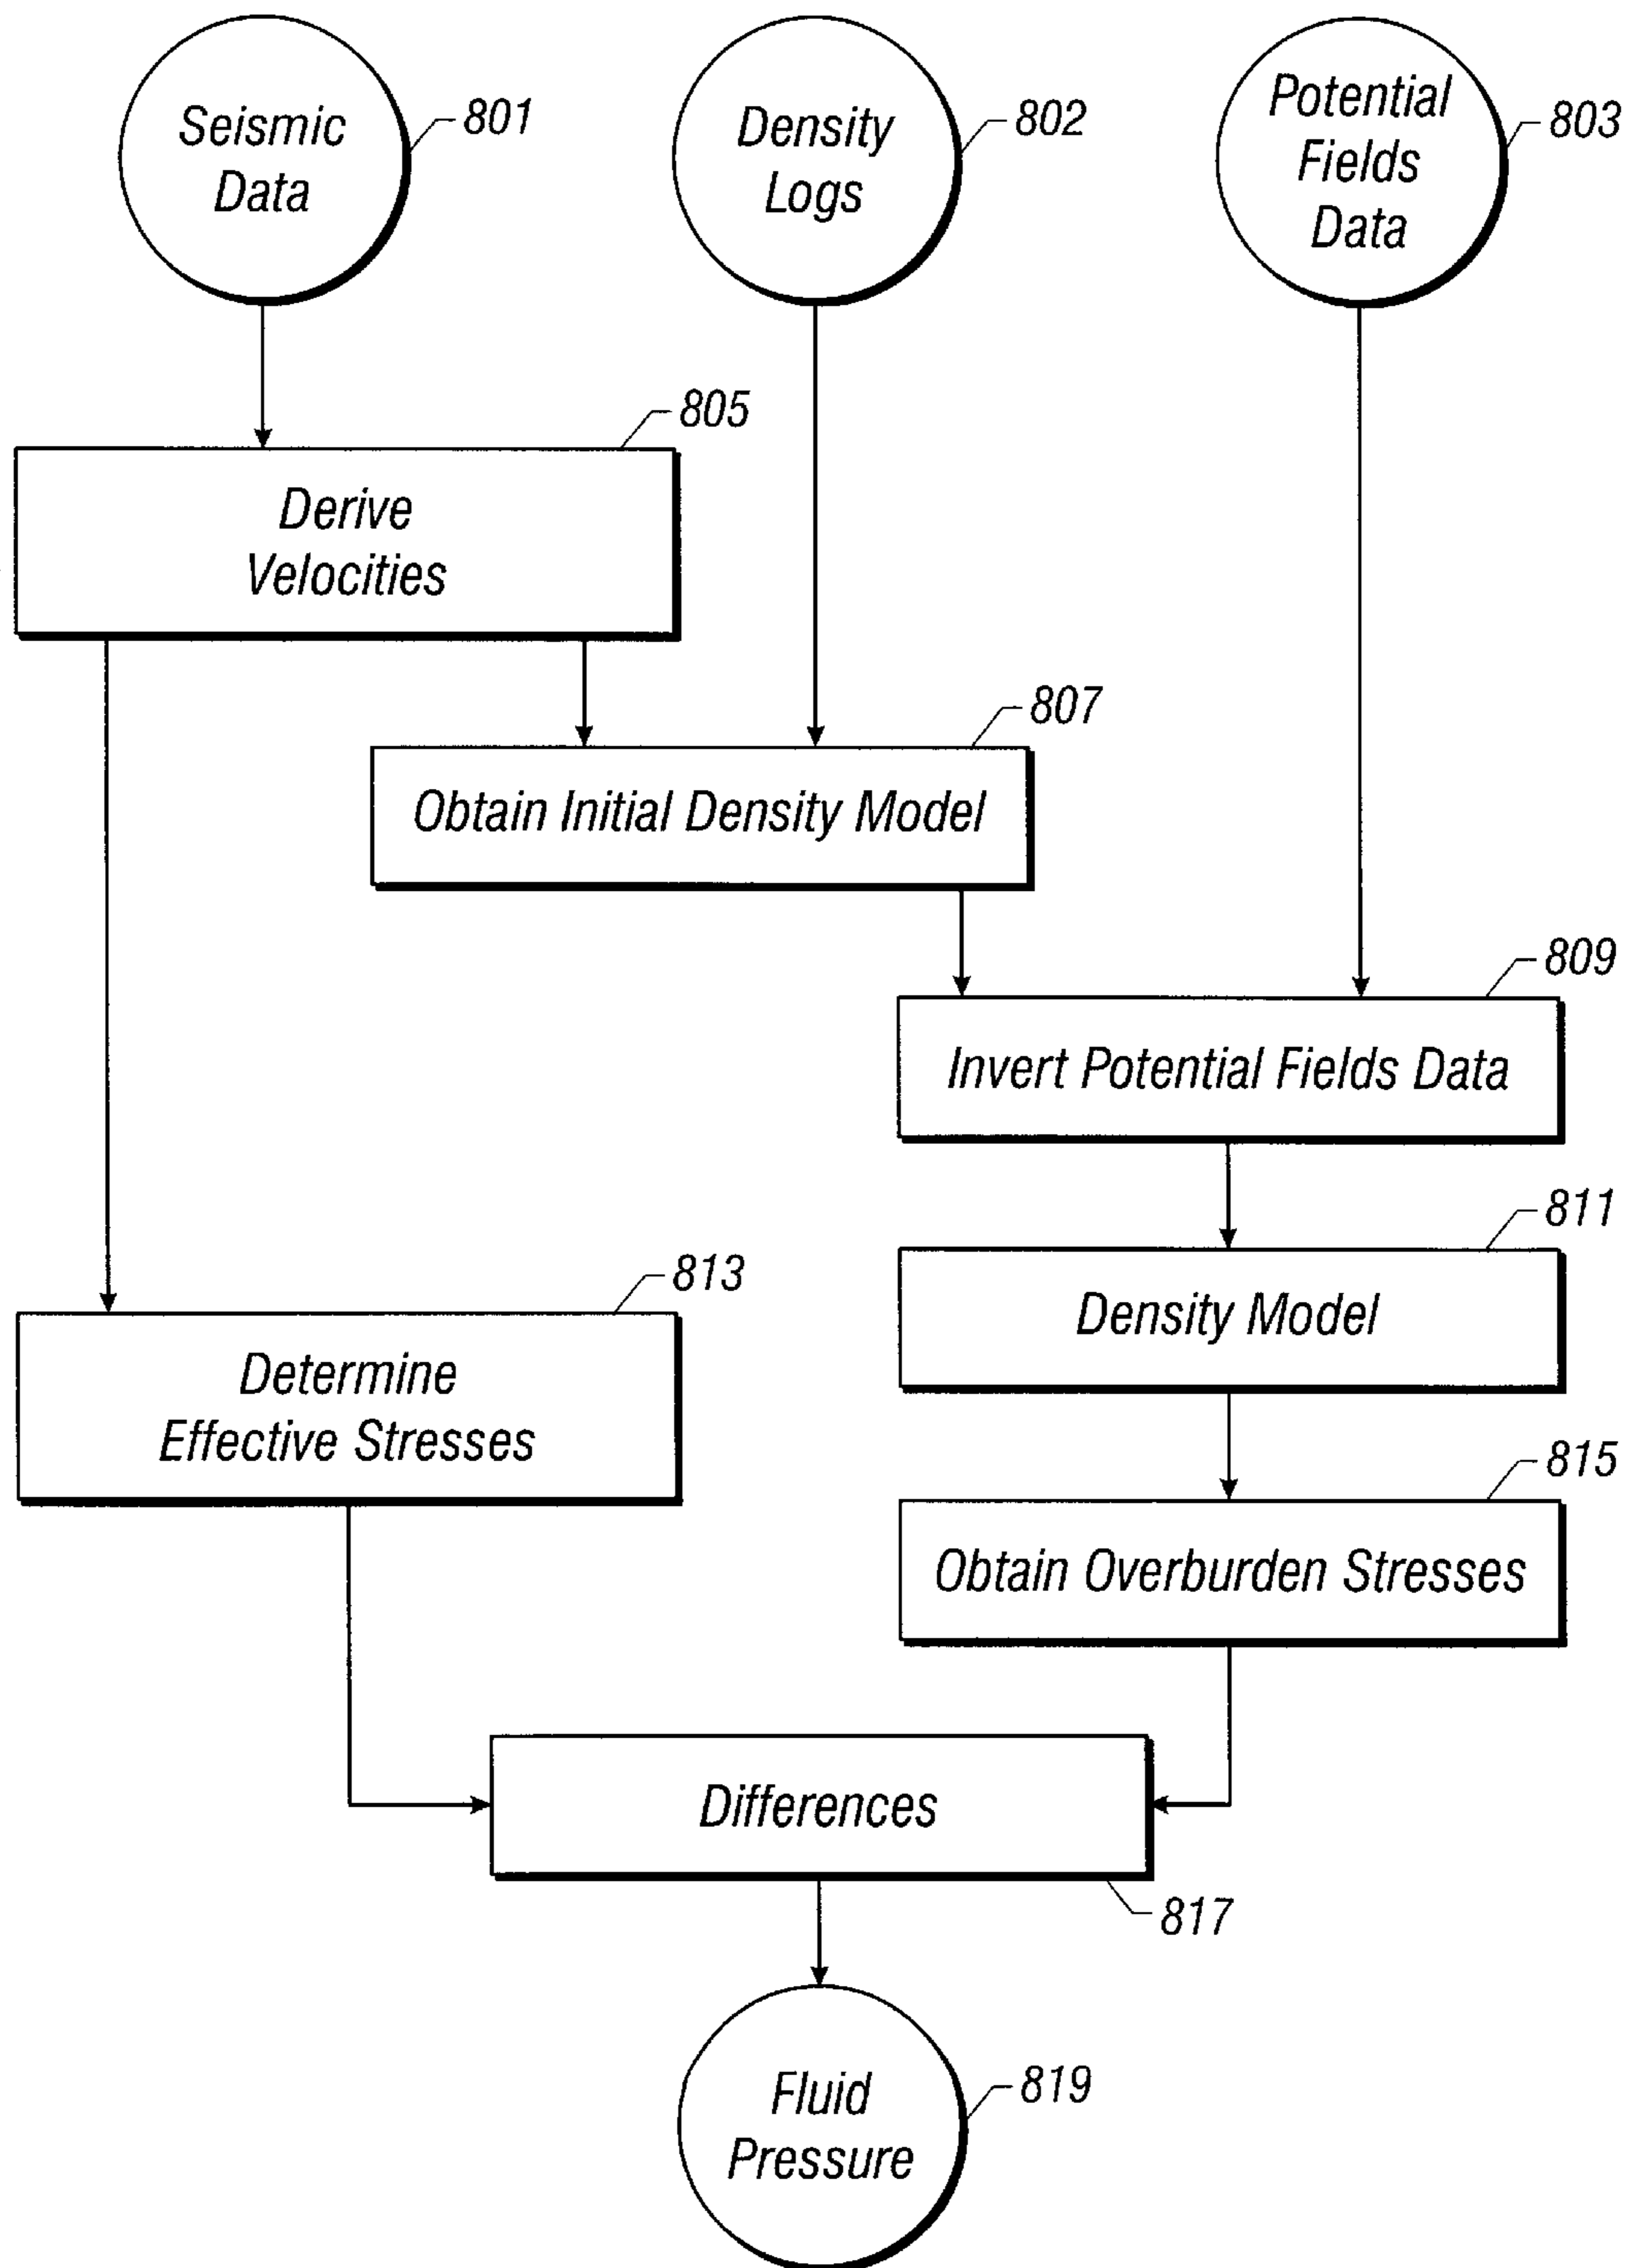 Seismic
Data
801
Density
Logs
802
Potential
Fields
Data
803
805
Derive
Velocities
807
Obtain Initial Density Model
809
Invert Potential Fields Data
811
Density Model
813
Determine
Effective Stresses
815
Obtain Overburden Stresses
Differences
817
Fluid
Pressure
819